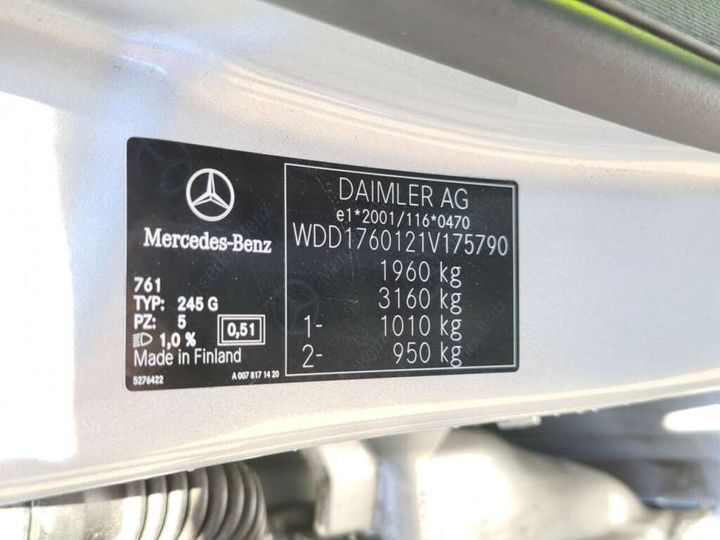 Mercedes-Benz
761
TYP: 245 G
PZ: 5
1,0 %
0,51
Made in Finland
5276422
A 007 817 14 20
DAIMLER AG
e1*2001/116*0470
WDD1760121V175790
1960 kg
3160 kg
1- 1010 kg
2- 950 kg